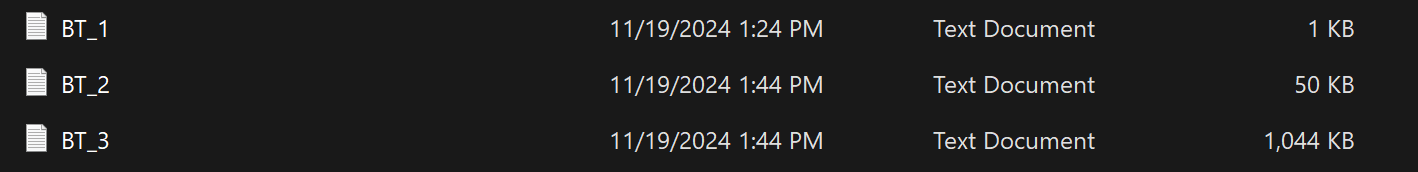 BT_1 11/19/2024 1:24 PM Text Document 1 KB
BT_2 11/19/2024 1:44 PM Text Document 50 KB
BT_3 11/19/2024 1:44 PM Text Document 1,044 KB